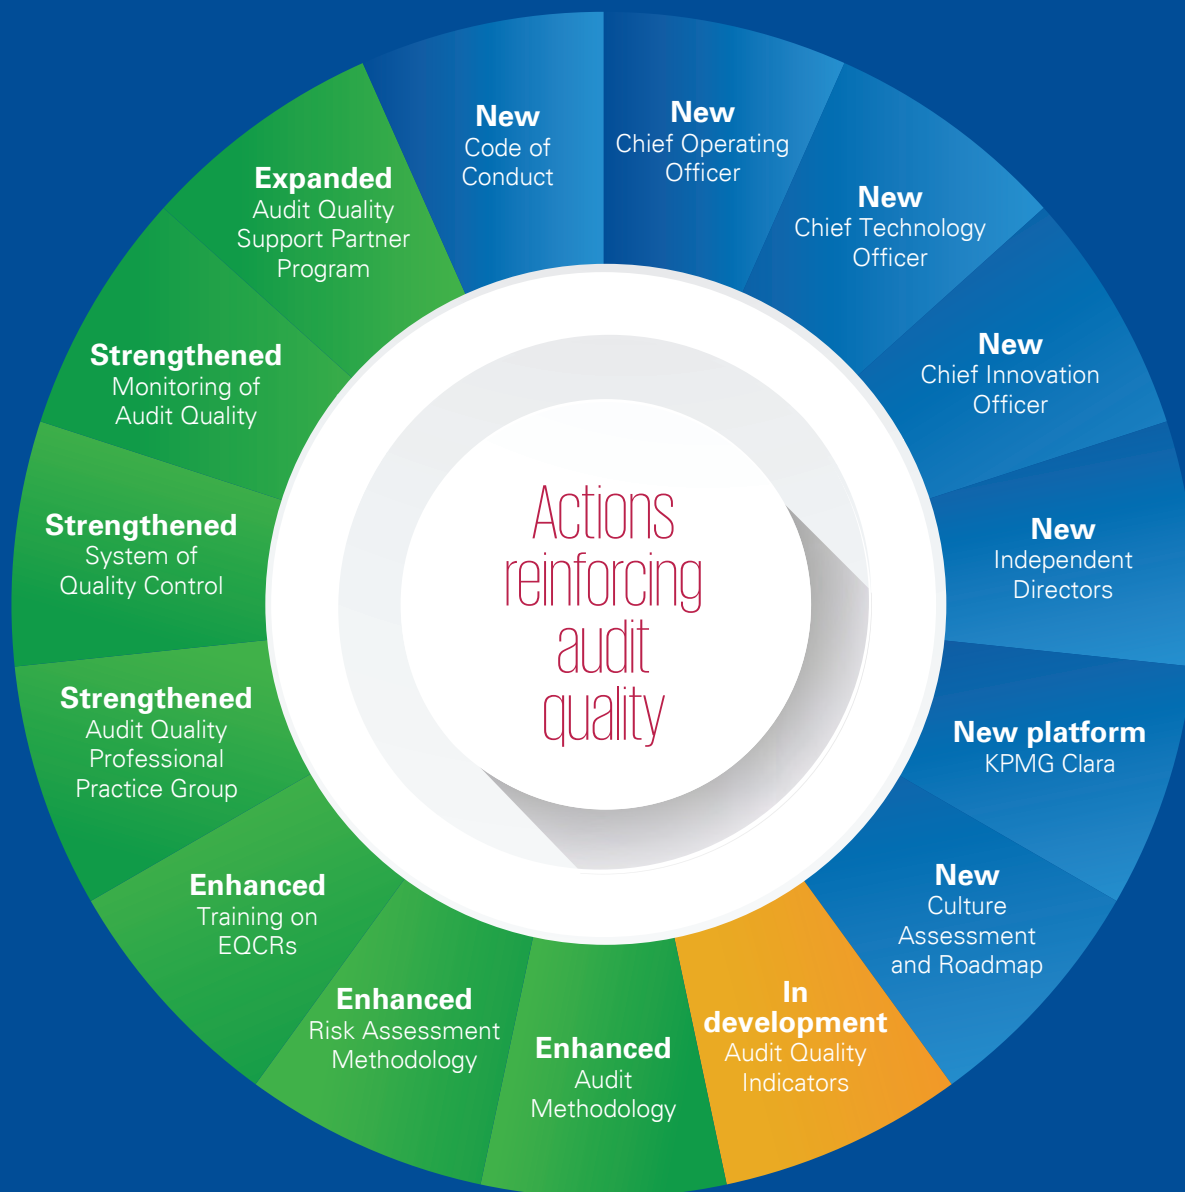 Actions
reinforcing
audit
quality
New
Chief Operating
Officer
New
Chief Technology
Officer
New
Chief Innovation
Officer
New
Independent
Directors
New platform
KPMG Clara
New
Culture
Assessment
and Roadmap
In
development
Audit Quality
Indicators
Enhanced
Audit
Methodology
Enhanced
Risk Assessment
Methodology
Enhanced
Training on
EQCRs
Strengthened
Audit Quality
Professional
Practice Group
Strengthened
System of
Quality Control
Strengthened
Monitoring of
Audit Quality
Expanded
Audit Quality
Support Partner
Program
New
Code of
Conduct